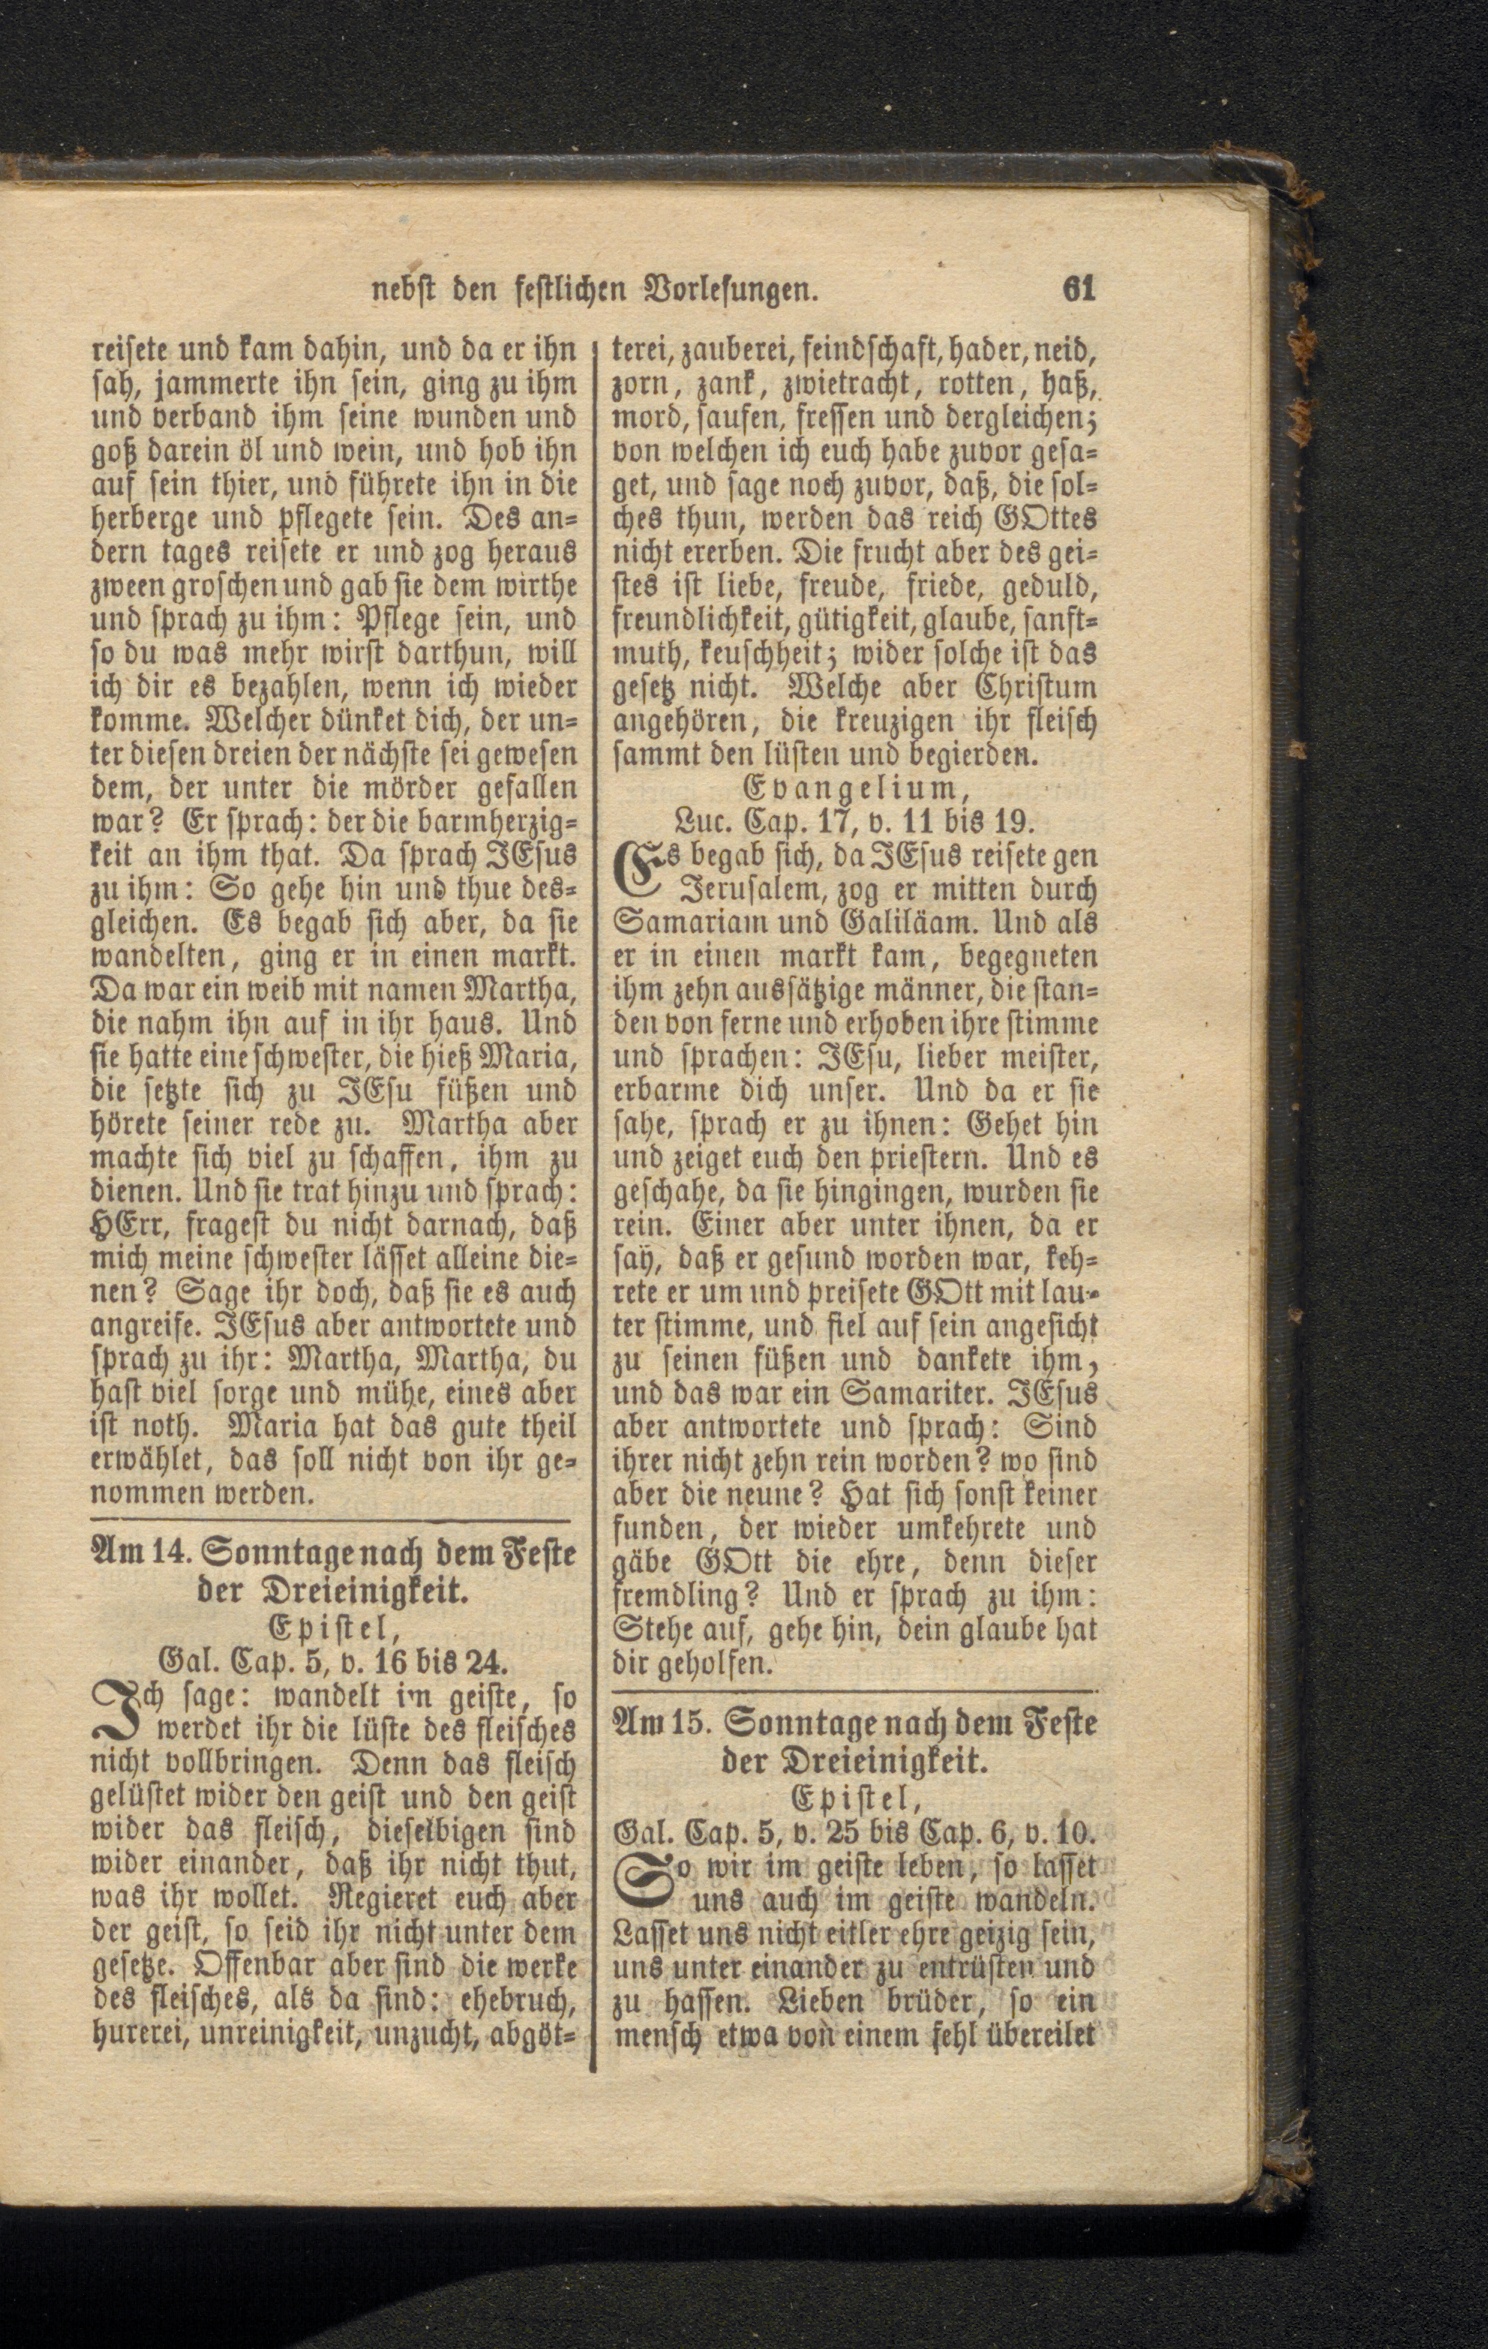 nebst den festlichen Vorlesungen. 61
reisete und kam dahin, und da er ihn
sah, jammerte ihn sein, ging zu ihm
und verband ihm seine wunden und
goß darein öl und wein, und hob ihn
auf sein thier, und führete ihn in die
herberge und pflegete sein. Des an-
dern tages reisete er und zog heraus
zween groschen und gab sie dem wirthe
und sprach zu ihm: Pflege sein, und
so du was mehr wirst darthun, will
ich dir es bezahlen, wenn ich wieder
komme. Welcher dünket dich, der un-
ter diesen dreien der nächste sei gewesen
dem, der unter die mörder gefallen
war? Er sprach: der die barmherzig-
keit an ihm that. Da sprach JEsus
zu ihm: So gehe hin und thue des-
gleichen. Es begab sich aber, da sie
wandelten, ging er in einen markt.
Da war ein weib mit namen Martha,
die nahm ihn auf in ihr haus. Und
sie hatte eine schwester, die hieß Maria,
die setzte sich zu JEsu füßen und
hörete seiner rede zu. Martha aber
machte sich viel zu schaffen, ihm zu
dienen. Und sie trat hinzu und sprach:
HErr, fragest du nicht darnach, daß
mich meine schwester lässet alleine die-
nen? Sage ihr doch, daß sie es auch
angreife. JEsus aber antwortete und
sprach zu ihr: Martha, Martha, du
hast viel sorge und mühe, eines aber
ist noth. Maria hat das gute theil
erwählet, das soll nicht von ihr ge-
nommen werden.
Am 14. Sonntage nach dem Feste
der Dreieinigkeit.
Epistel,
Gal. Cap. 5, v. 16 bis 24.
Ich sage: wandelt im geiste, so
werdet ihr die lüste des fleisches
nicht vollbringen. Denn das fleisch
gelüstet wider den geist und den geist
wider das fleisch, dieselbigen sind
wider einander, daß ihr nicht thut,
was ihr wollet. Regieret euch aber
der geist, so seid ihr nicht unter dem
gesetze. Offenbar aber sind die werke
des fleisches, als da sind: ehebruch,
hurerei, unreinigkeit, unzucht, abgöt-
terei, zauberei, feindschaft, hader, neid,
zorn, zank, zwietracht, rotten, haß,
mord, saufen, fressen und dergleichen;
von welchen ich euch habe zuvor gesa-
get, und sage noch zuvor, daß, die sol-
ches thun, werden das reich GOttes
nicht ererben. Die frucht aber des gei-
stes ist liebe, freude, friede, geduld,
freundlichkeit, gütigkeit, glaube, sanft-
muth, keuschheit; wider solche ist das
gesetz nicht. Welche aber Christum
angehören, die kreuzigen ihr fleisch
sammt den lüsten und begierden.
Evangelium,
Luc. Cap. 17, v. 11 bis 19.
Es begab sich, da JEsus reisete gen
Jerusalem, zog er mitten durch
Samariam und Galiläam. Und als
er in einen markt kam, begegneten
ihm zehn aussätzige männer, die stan-
den von ferne und erhoben ihre stimme
und sprachen: JEsu, lieber meister,
erbarme dich unser. Und da er sie
sahe, sprach er zu ihnen: Gehet hin
und zeiget euch den priestern. Und es
geschahe, da sie hingingen, wurden sie
rein. Einer aber unter ihnen, da er
sah, daß er gesund worden war, keh-
rete er um und preisete GOtt mit lau-
ter stimme, und fiel auf sein angesicht
zu seinen füßen und dankete ihm,
und das war ein Samariter. JEsus
aber antwortete und sprach: Sind
ihrer nicht zehn rein worden? wo sind
aber die neune? Hat sich sonst keiner
funden, der wieder umkehrete und
gäbe GOtt die ehre, denn dieser
fremdling? Und er sprach zu ihm:
Stehe auf, gehe hin, dein glaube hat
dir geholfen.
Am 15. Sonntage nach dem Feste
der Dreieinigkeit.
Epistel,
Gal. Cap. 5, v. 25 bis Cap. 6, v. 10.
So wir im geiste leben, so lasset
uns auch im geiste wandeln.
Lasset uns nicht eitler ehre geizig sein,
uns unter einander zu entrüsten und
zu hassen. Lieben brüder, so ein
mensch etwa von einem fehl übereilet